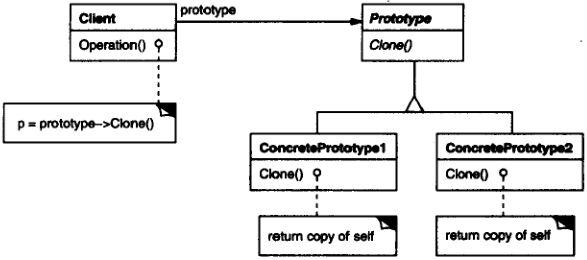 Client
prototype
Prototype
Operation()
Clone()
p = prototype->Clone()
ConcretePrototype1
ConcretePrototype2
Clone()
Clone()
return copy of self
return copy of self